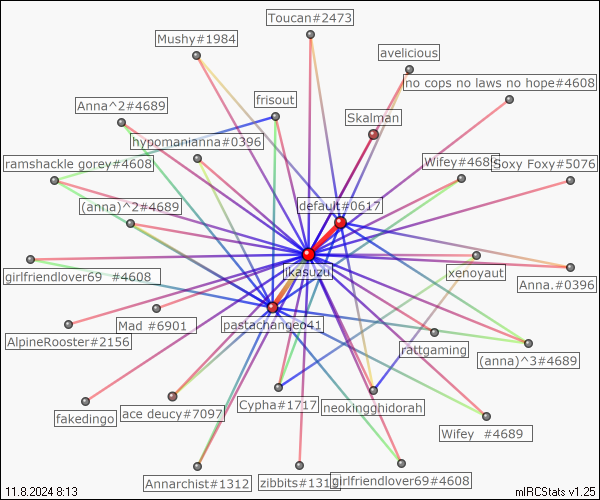 Toucan#2473
Mushy#1984
avelicious
no cops no laws no hope#4608
frisout
Anna^2#4689
Skalman
hypomanianna#0396
ramshackle gorey#4608
Wifey#4689
Soxy Foxy#5076
(anna)^2#4689
default#0617
girlfriendlover69 #4608
ikasuzu
xenoyaut
Anna.#0396
pastachangeo41
Mad #6901
AlpineRooster#2156
rattgaming
(anna)^3#4689
fakedingo
ace deucy#7097
Cypha#1717
neokingghidorah
Wifey #4689
Annarchist#1312
zibbits#131
girlfriendlover69#4608
11.8.2024 8:13
mIRCStats v1.25